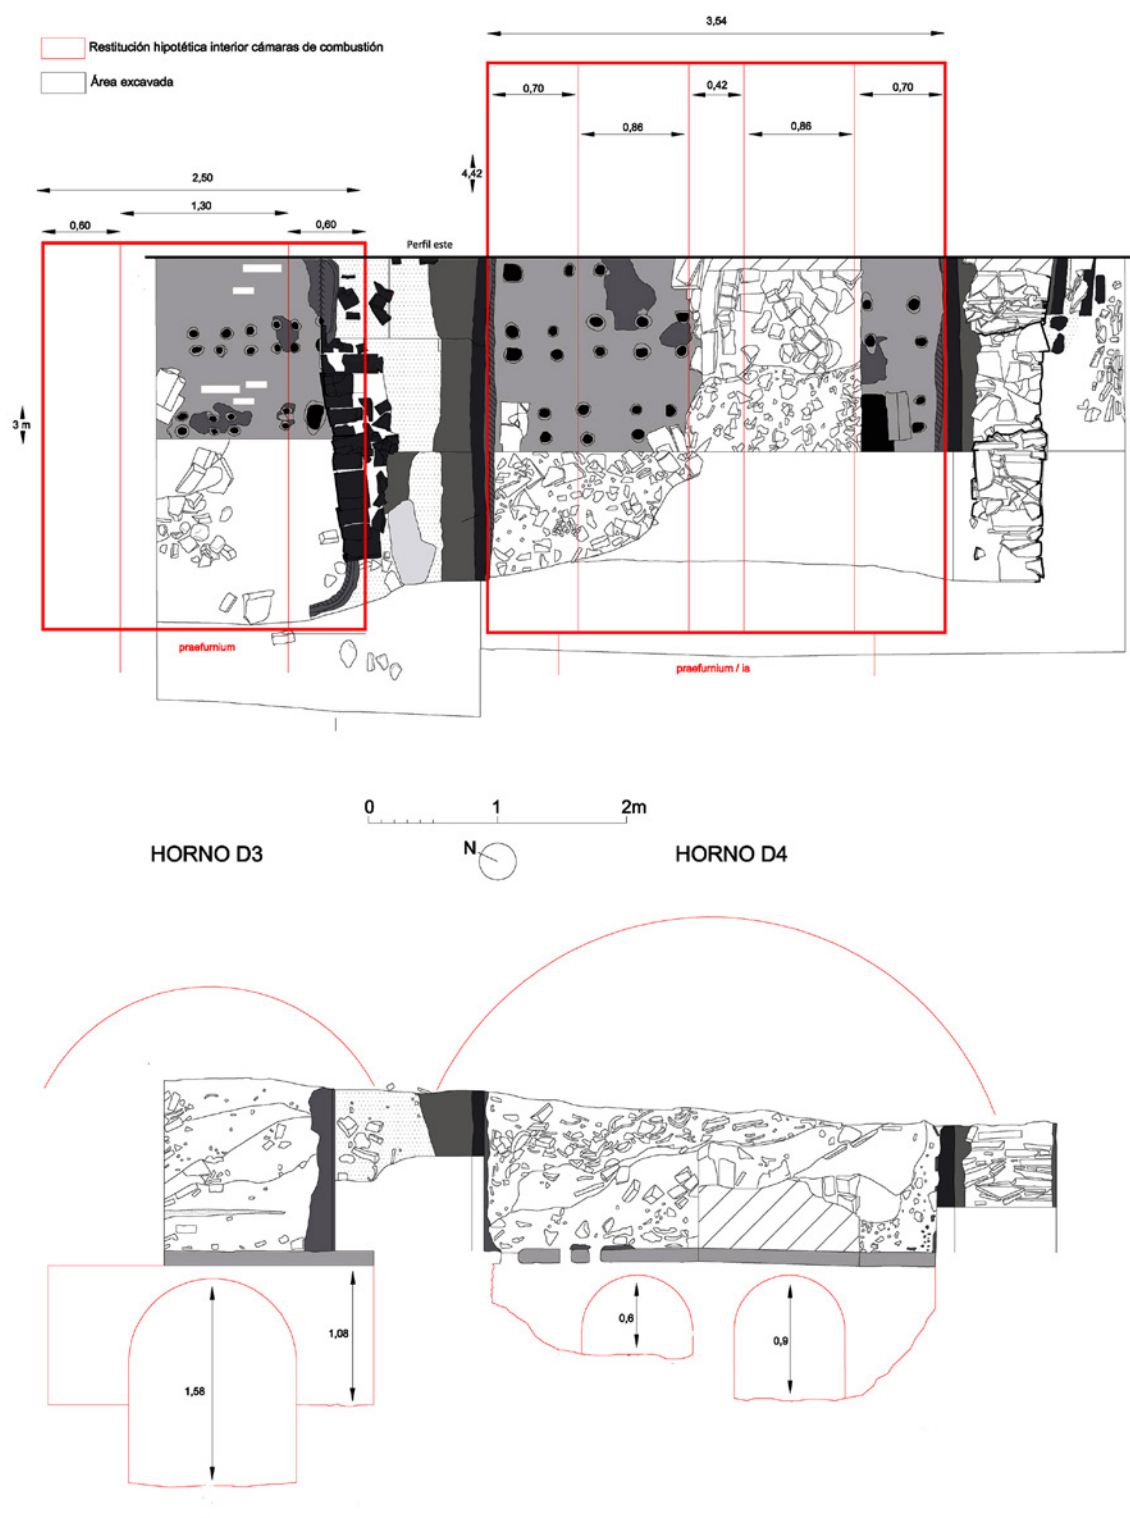 3,54
Restitución hipotética interior cámaras de combustión
Área excavada
0,70
0,42
0,70
0,86
0,86
4,42
2,50
1,30
0,60
0,60
Perfil este
3 m
praefurnium
praefurnium / ia
0 1 2m
N
HORNO D3
HORNO D4
1,08
0,6
0,9
1,58